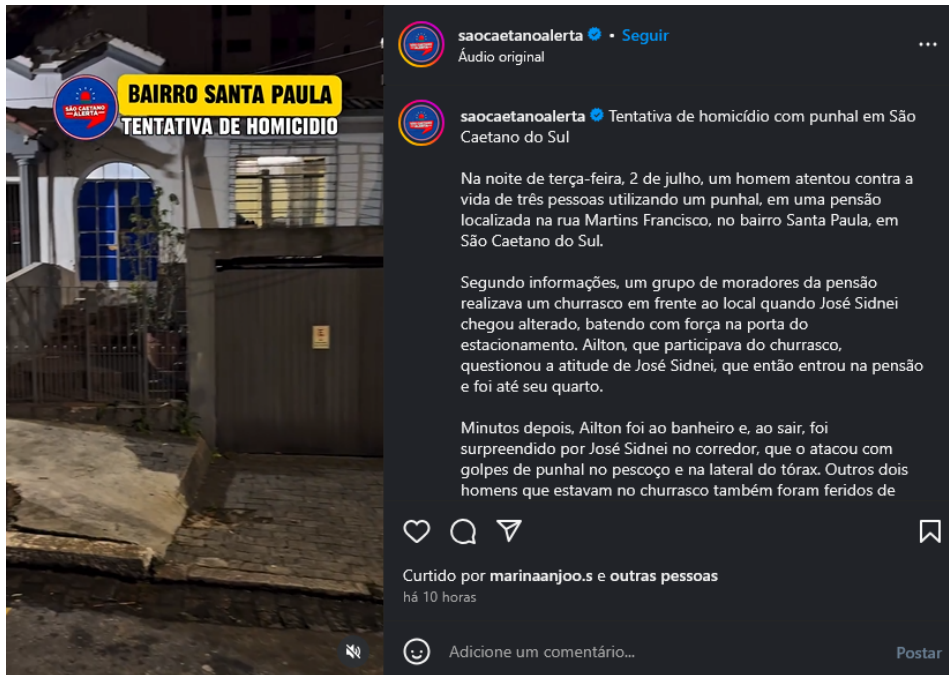 BAIRRO SANTA PAULA
TENTATIVA DE HOMICIDIO
SÃO CAETANO
ALERTA
saocaetanoalerta • Seguir
Áudio original
saocaetanoalerta Tentativa de homicídio com punhal em São
Caetano do Sul
Na noite de terça-feira, 2 de julho, um homem atentou contra a
vida de três pessoas utilizando um punhal, em uma pensão
localizada na rua Martins Francisco, no bairro Santa Paula, em
São Caetano do Sul.
Segundo informações, um grupo de moradores da pensão
realizava um churrasco em frente ao local quando José Sidnei
chegou alterado, batendo com força na porta do
estacionamento. Ailton, que participava do churrasco,
questionou a atitude de José Sidnei, que então entrou na pensão
e foi até seu quarto.
Minutos depois, Ailton foi ao banheiro e, ao sair, foi
surpreendido por José Sidnei no corredor, que o atacou com
golpes de punhal no pescoço e na lateral do tórax. Outros dois
homens que estavam no churrasco também foram feridos de
Curtido por marinaanjoo.s e outras pessoas
há 10 horas
Adicione um comentário...
Postar